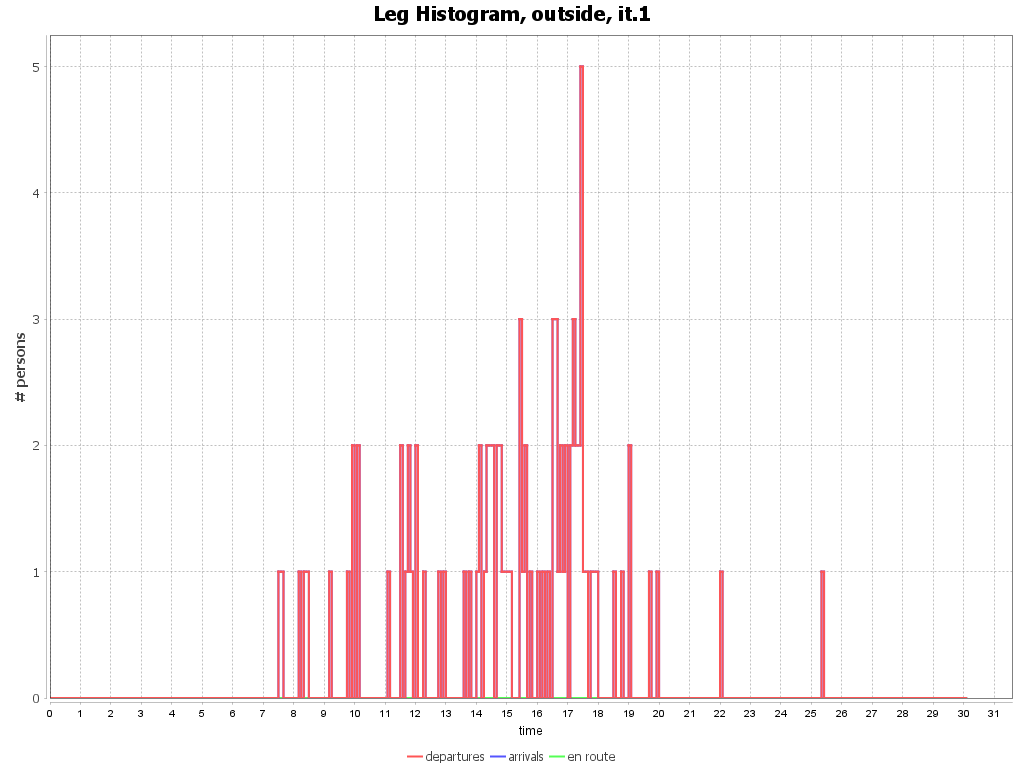 Leg Histogram, outside, it.1
# persons
5
4
3
2
1
0
0 1 2 3 4 5 6 7 8 9 10 11 12 13 14 15 16 17 18 19 20 21 22 23 24 25 26 27 28 29 30 31
time
departures arrivals en route